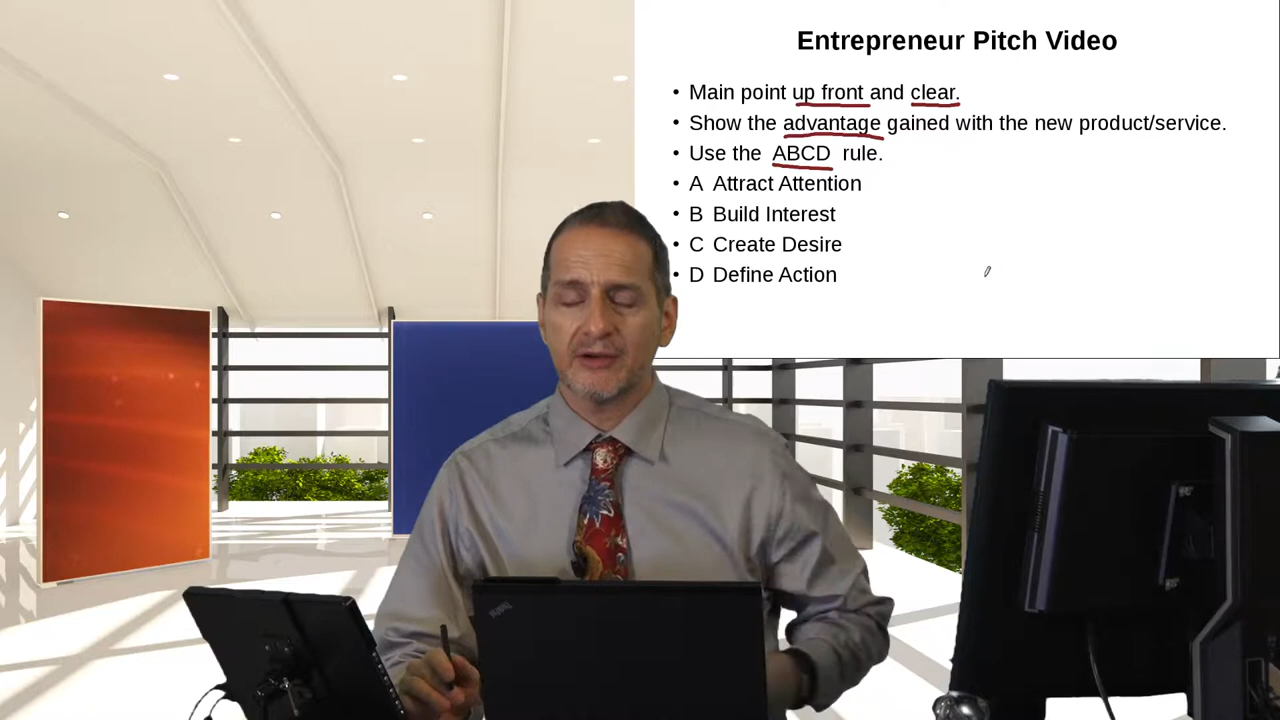 Entrepreneur Pitch Video
• Main point up front and clear.
• Show the advantage gained with the new product/service.
• Use the ABCD rule.
• A Attract Attention
• B Build Interest
• C Create Desire
• D Define Action
ThinkPad